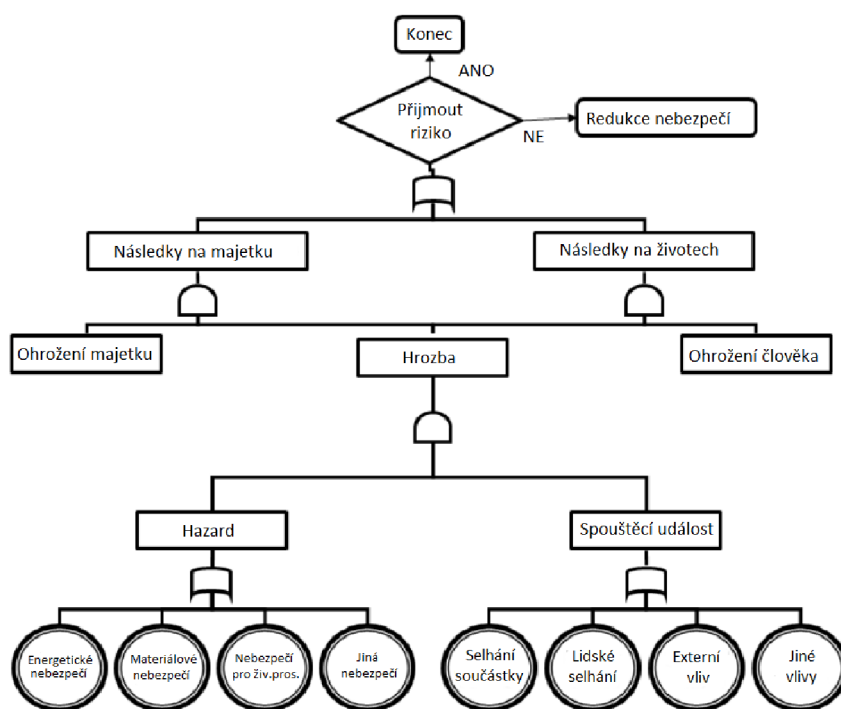 Konec
ANO
Přijmout
riziko
NE
Redukce nebezpečí
Následky na majetku
Následky na životech
Ohrožení majetku
Hrozba
Ohrožení člověka
Hazard
Spouštěcí událost
Energetické
nebezpečí
Materiálové
nebezpečí
Nebezpečí
pro živ.pros.
Jiná
nebezpečí
Selhání
součástky
Lidské
selhání
Externí
vliv
Jiné
vlivy